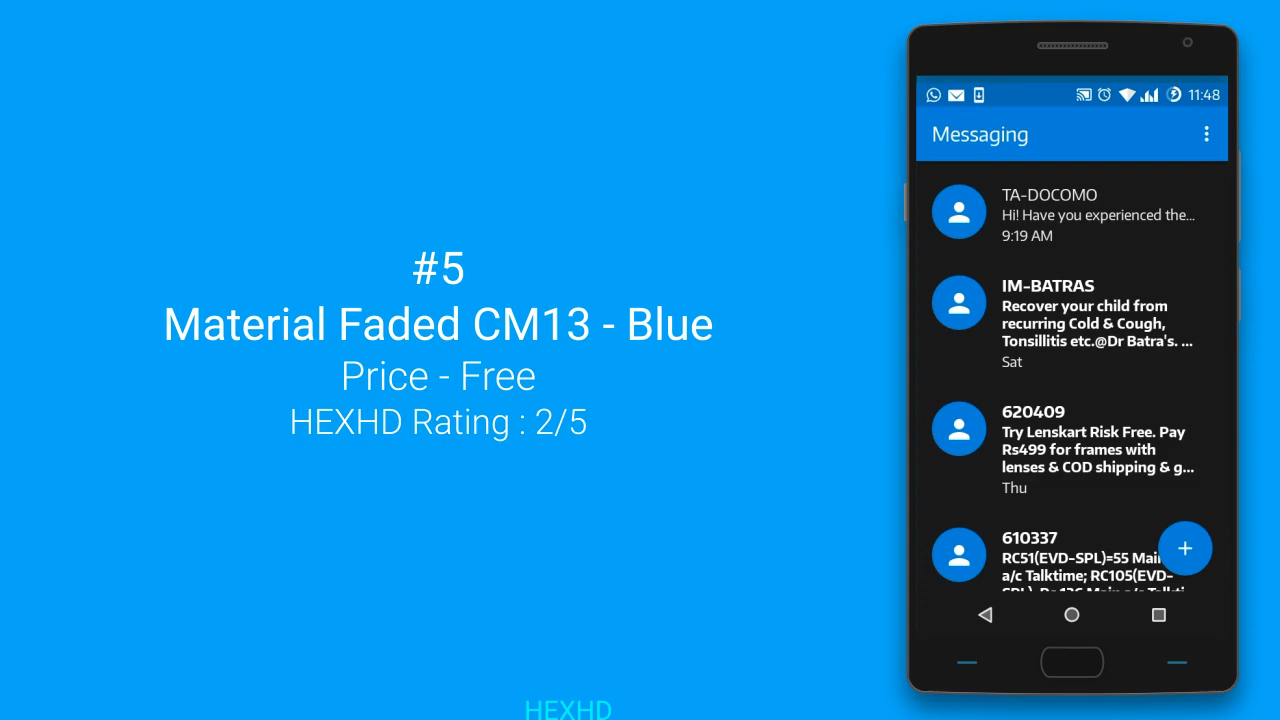 #5
Material Faded CM13 - Blue
Price - Free
HEXHD Rating : 2/5
HEXHD
11:48
Messaging
TA-DOCOMO
Hi! Have you experienced the...
9:19 AM
IM-BATRAS
Recover your child from
recurring Cold & Cough,
Tonsillitis etc.@Dr Batra's. ...
Sat
620409
Try Lenskart Risk Free. Pay
Rs499 for frames with
lenses & COD shipping & g...
Thu
610337
RC51(EVD-SPL)=55 Mai
a/c Talktime; RC105(EVD-